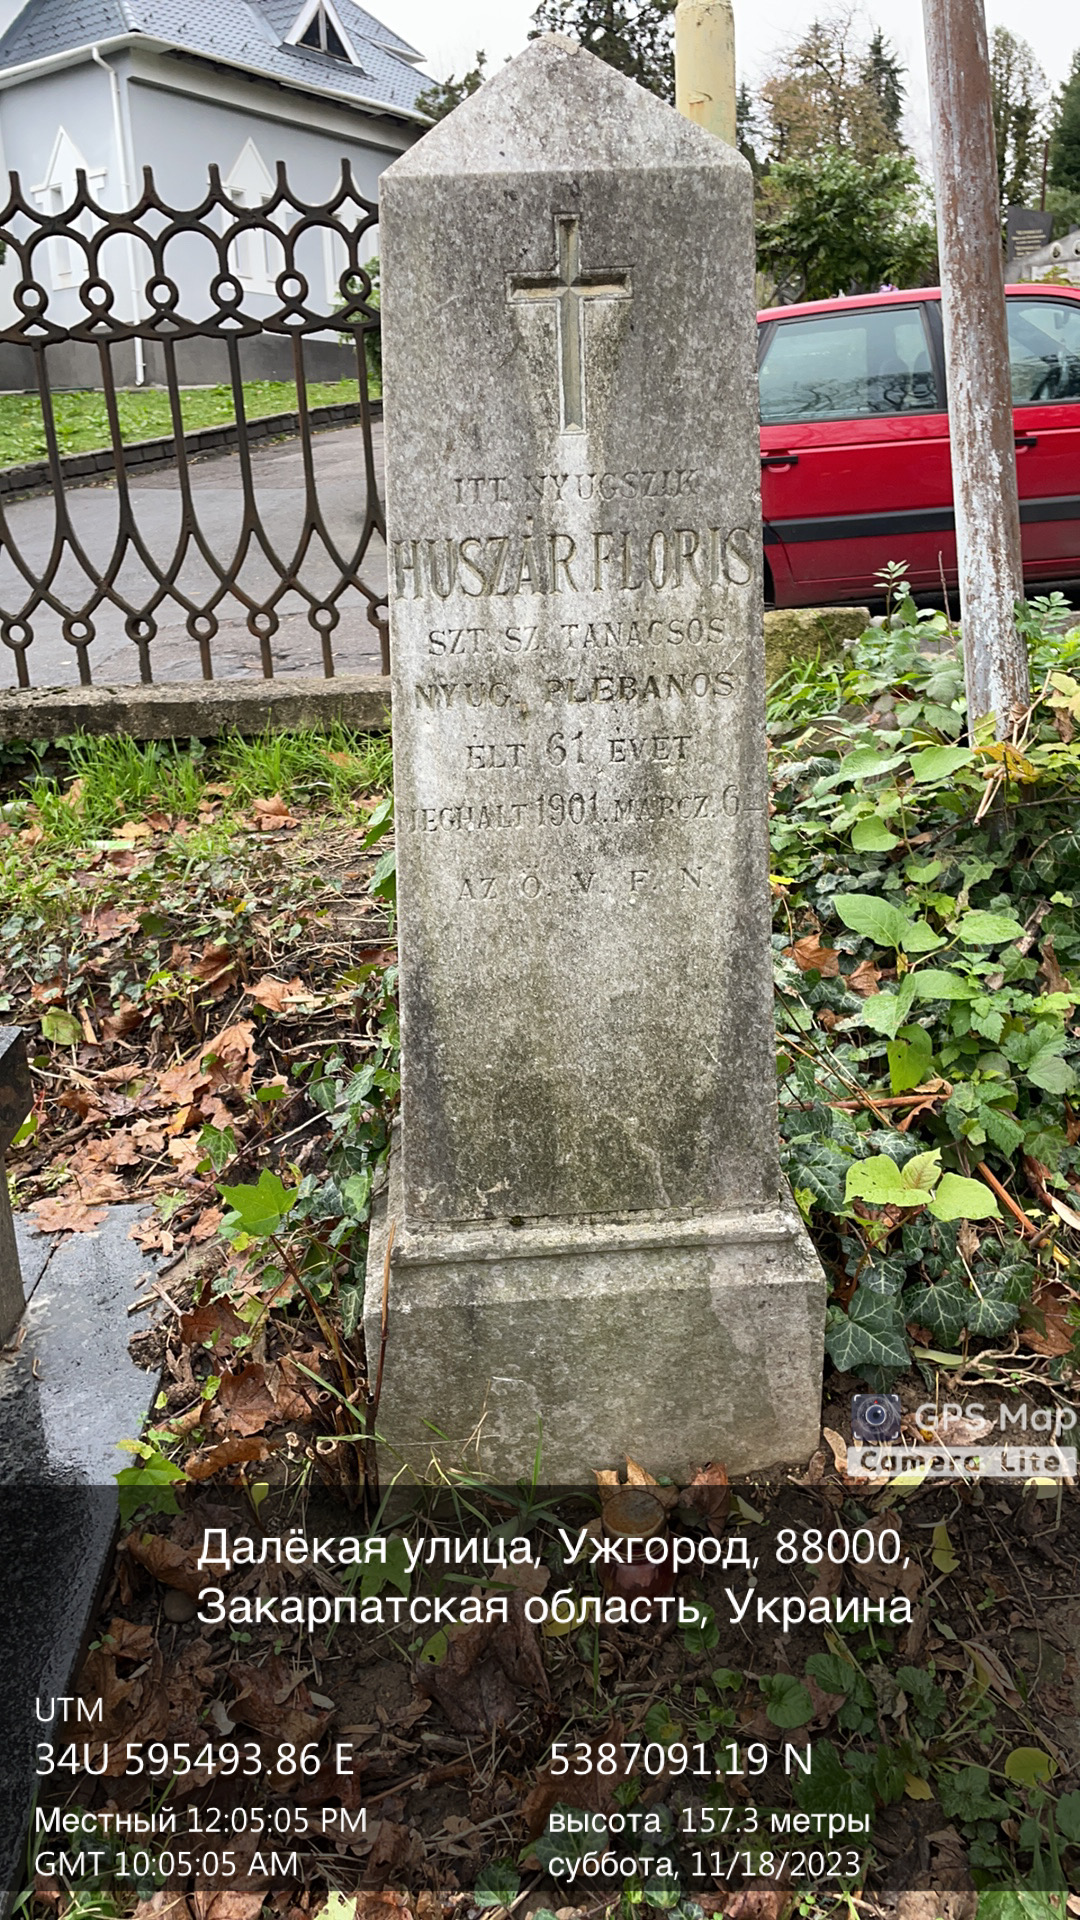 ITT. NYUGSZIK
HUSZÁR FLORIS
SZT. SZ. TANÁCSOS
NYUG. PLÉBÁNOS
ÉLT 61 ÉVET
MEGHALT 1901. MÁRCZ. 6-
AZ Ö. V. F. N.
GPS Map
Camera Lite
Далёкая улица, Ужгород, 88000,
Закарпатская область, Украина
UTM
34U 595493.86 E 5387091.19 N
Местный 12:05:05 PM высота 157.3 метры
GMT 10:05:05 AM суббота, 11/18/2023